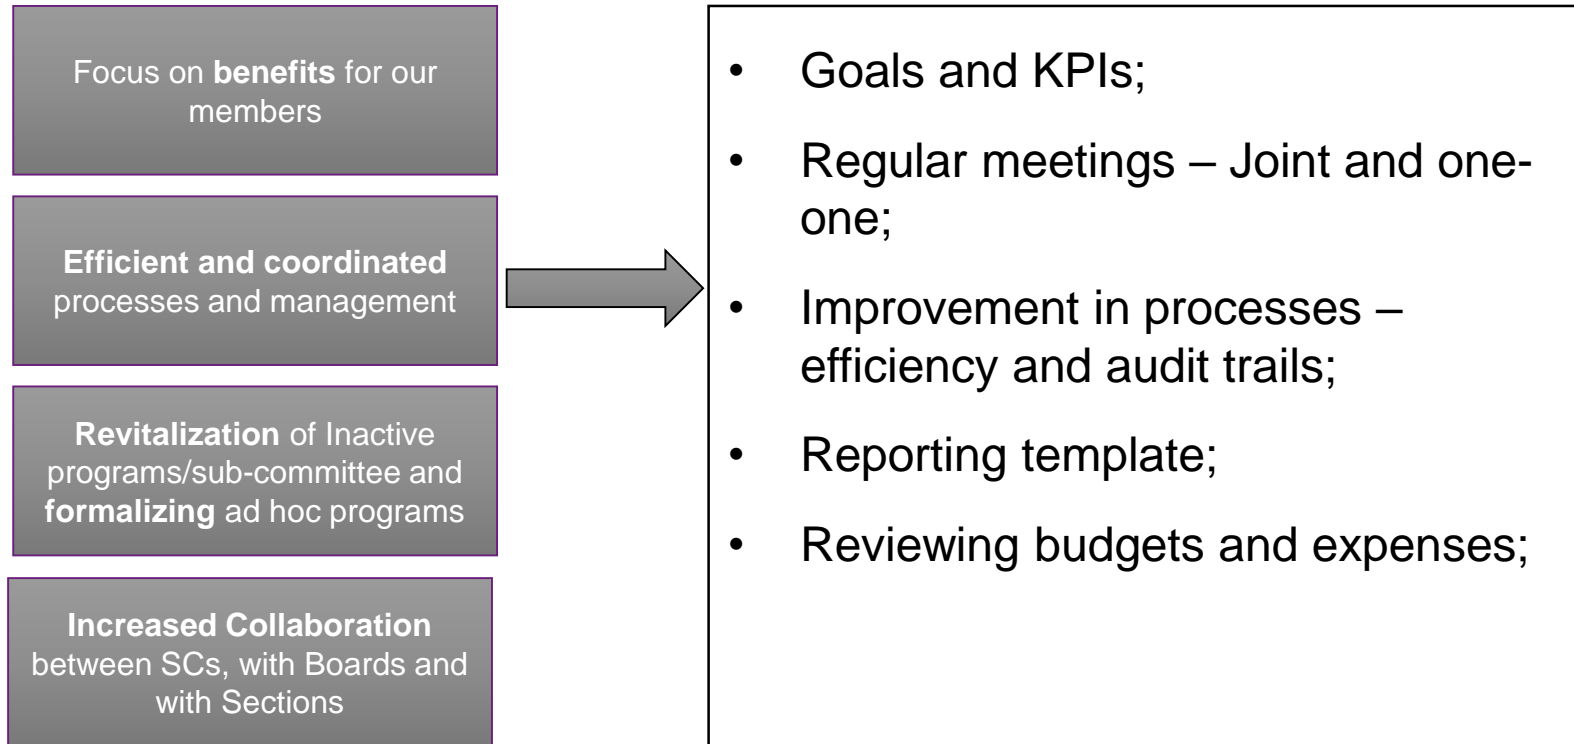 Focus on benefits for our
members
Efficient and coordinated
processes and management
Revitalization of Inactive
programs/sub-committee and
formalizing ad hoc programs
Increased Collaboration
between SCs, with Boards and
with Sections
• Goals and KPIs;
• Regular meetings – Joint and one-
one;
• Improvement in processes –
efficiency and audit trails;
• Reporting template;
• Reviewing budgets and expenses;